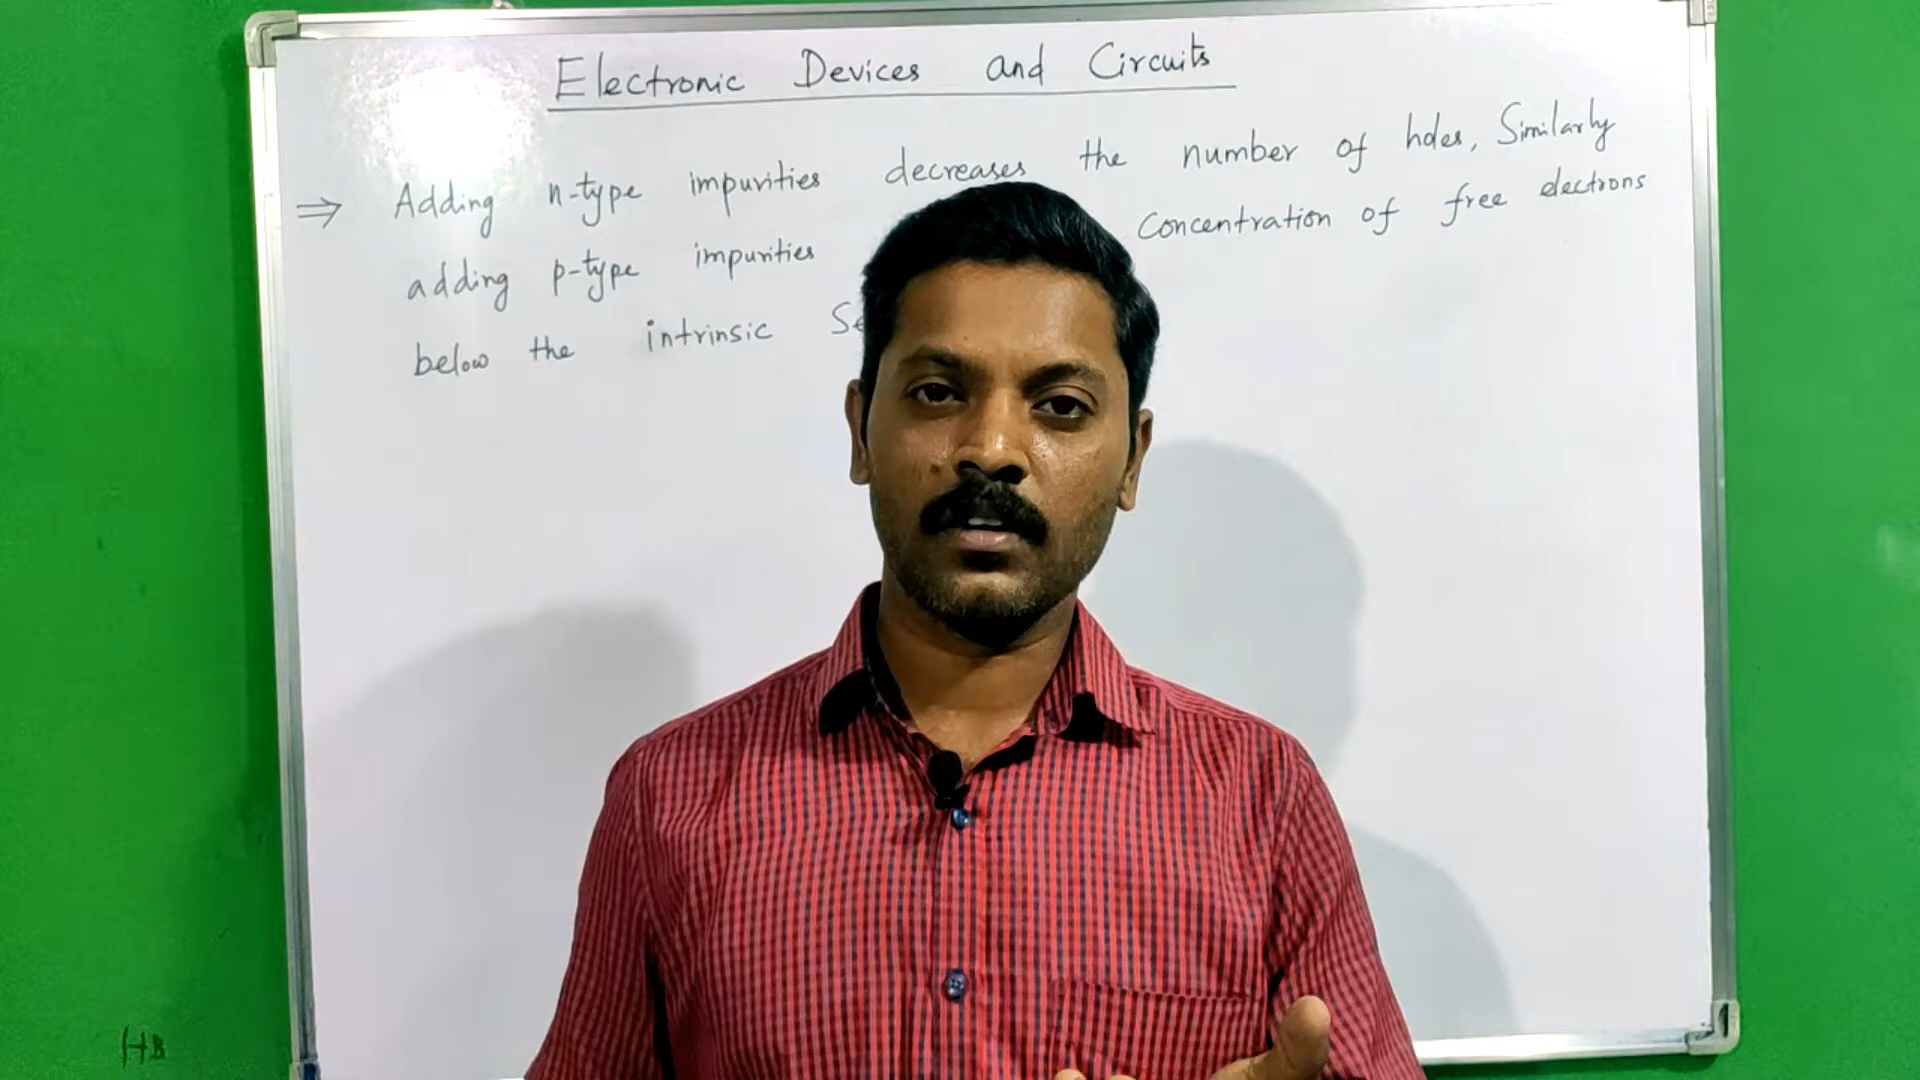 Electronic Devices and Circuits
⇒ Adding n-type impurities decreases the number of holes, Similarly
adding p-type impurities Concentration of free electrons
below the intrinsic Se
HB